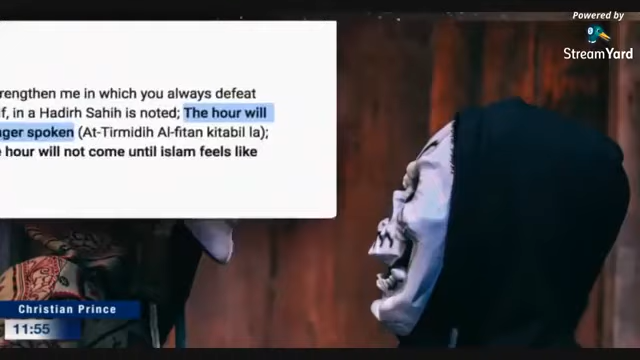 Powered by
StreamYard
rengthen me in which you always defeat
f, in a Hadirh Sahih is noted; The hour will
nger spoken (At-Tirmidih Al-fitan kitabil la);
e hour will not come until islam feels like
Christian Prince
11:55